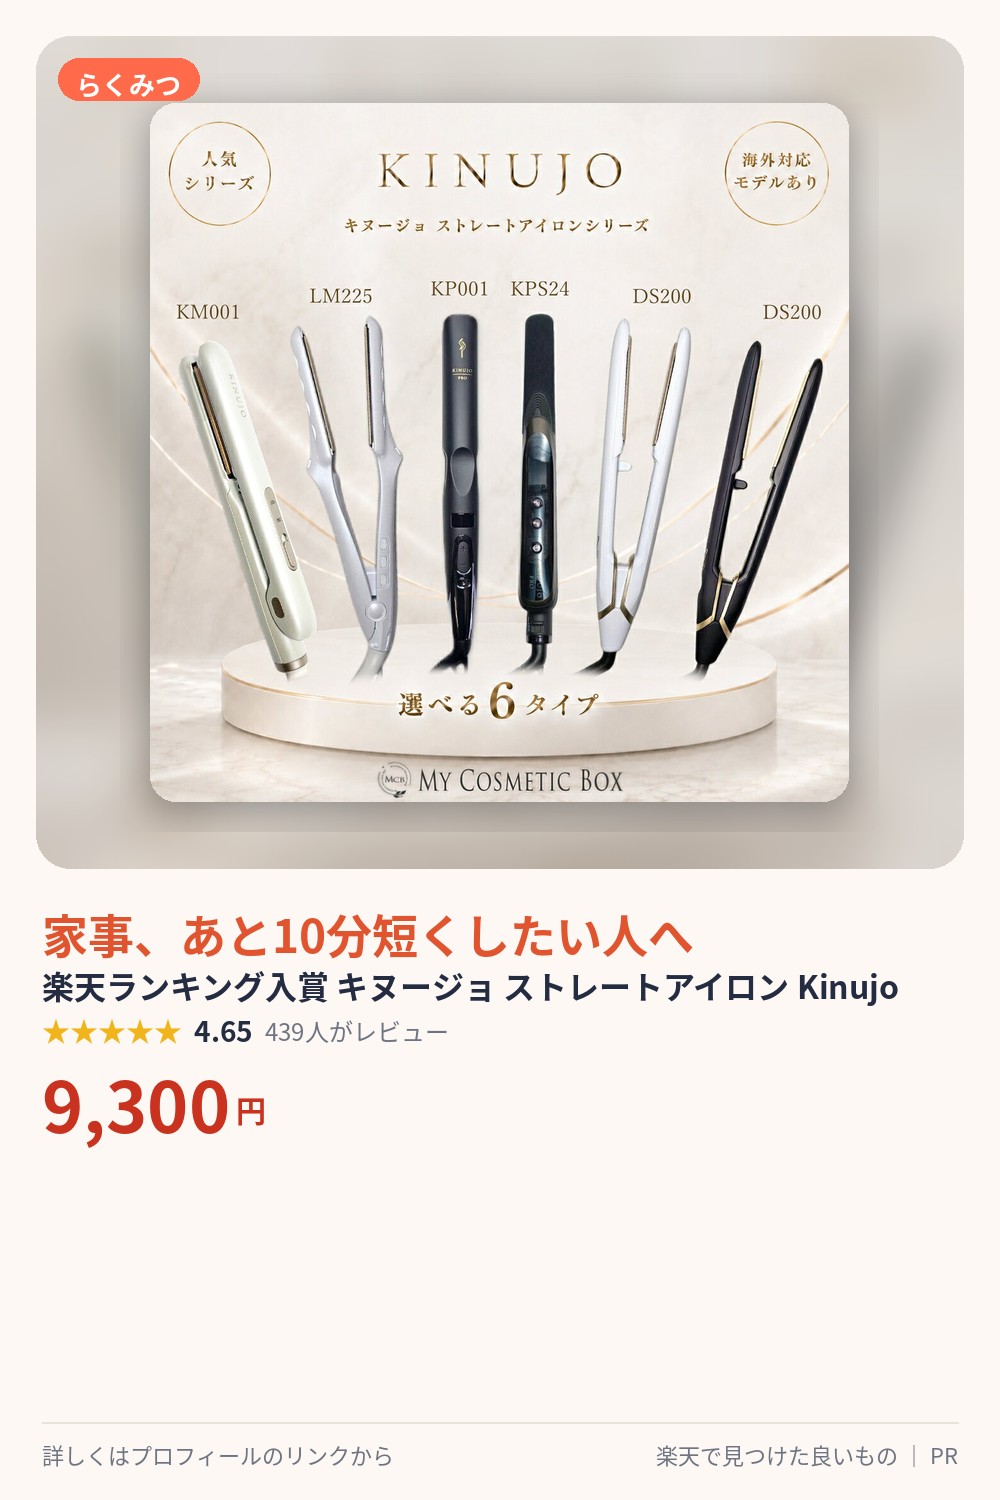 らくみつ
人気
シリーズ
KINUJO
海外対応
モデルあり
キヌージョ ストレートアイロンシリーズ
KM001
LM225
KP001
KPS24
DS200
DS200
KINUJO
KINUJO
PRO
選べる6タイプ
MCB
MY COSMETIC BOX
家事、あと10分短くしたい人へ
楽天ランキング入賞 キヌージョ ストレートアイロン Kinujo
★★★★★ 4.65 439人がレビュー
9,300円
詳しくはプロフィールのリンクから
楽天で見つけた良いもの | PR